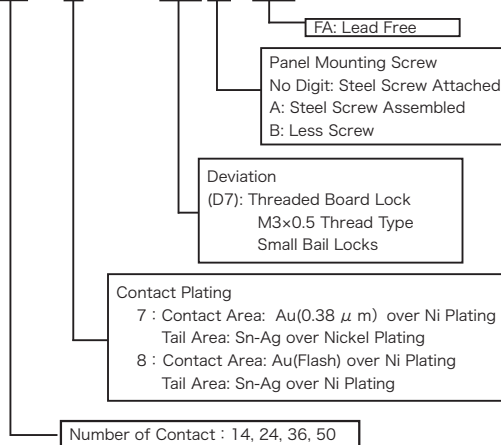 FA: Lead Free
Panel Mounting Screw
No Digit: Steel Screw Attached
A: Steel Screw Assembled
B: Less Screw
Deviation
(D7): Threaded Board Lock
M3×0.5 Thread Type
Small Bail Locks
Contact Plating
7：Contact Area: Au(0.38 μ m) over Ni Plating
Tail Area: Sn-Ag over Nickel Plating
8：Contact Area: Au(Flash) over Ni Plating
Tail Area: Sn-Ag over Ni Plating
Number of Contact：14, 24, 36, 50